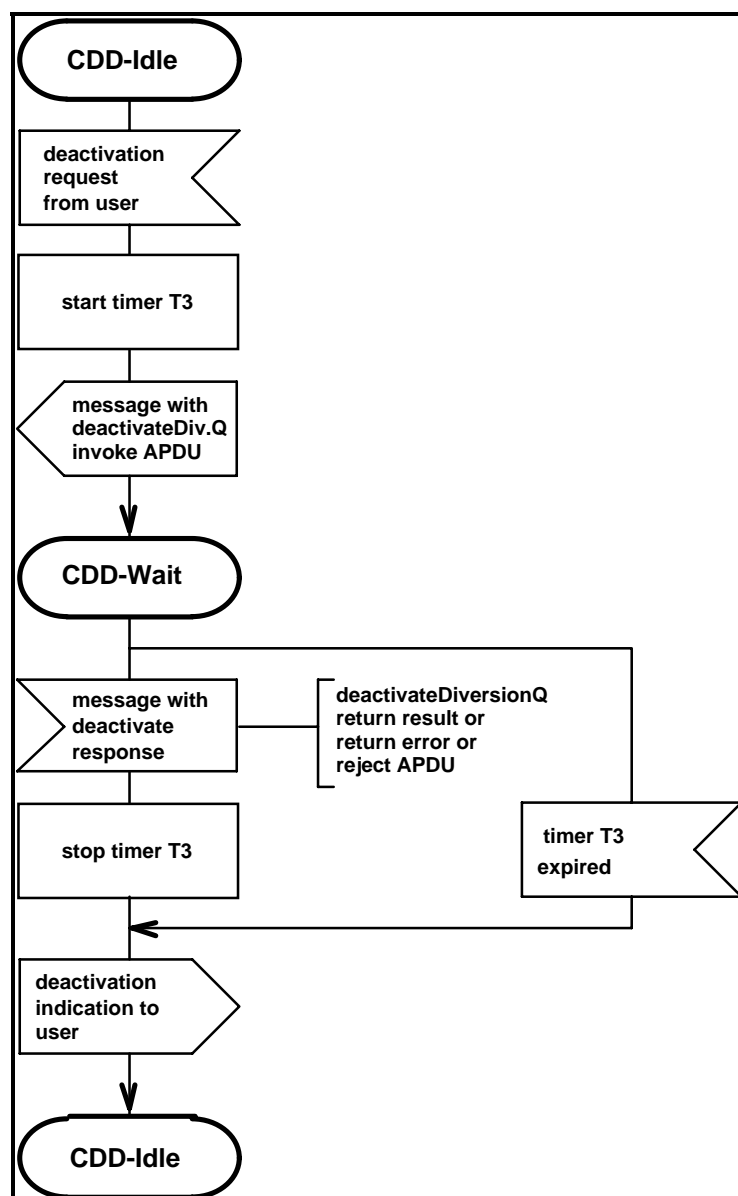 CDD-Idle
deactivation
request
from user
start timer T3
message with
deactivateDiv.Q
invoke APDU
CDD-Wait
message with
deactivate
response
deactivateDiversionQ
return result or
return error or
reject APDU
stop timer T3
timer T3
expired
deactivation
indication to
user
CDD-Idle